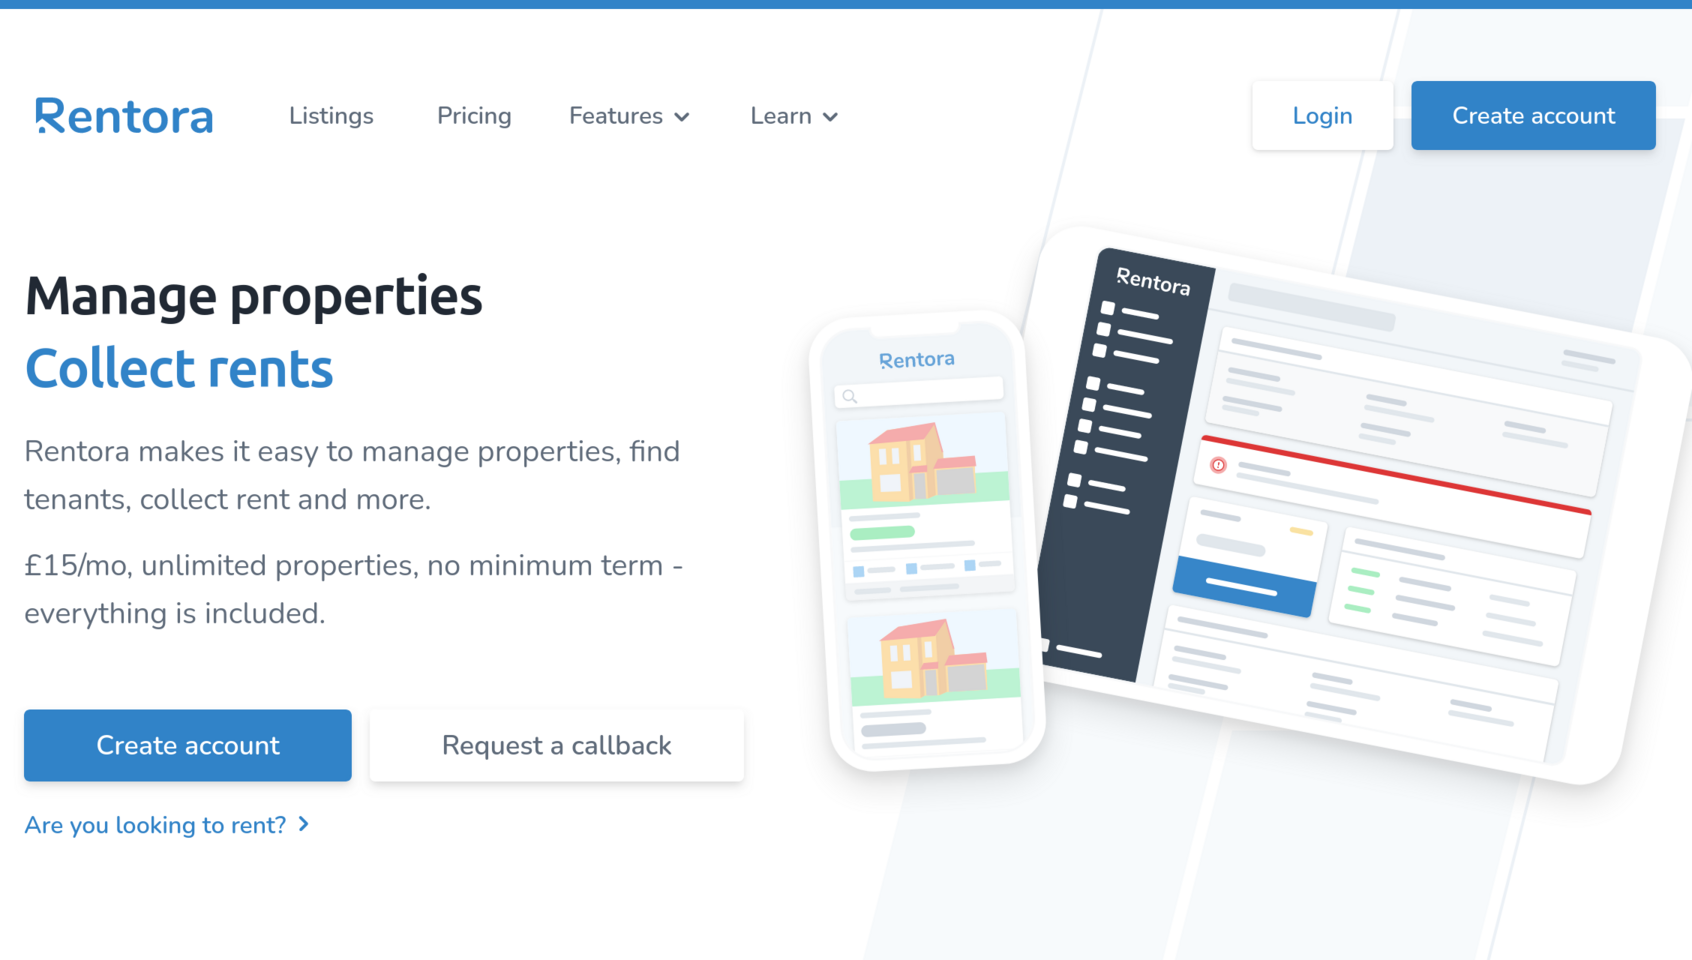 Rentora
Listings
Pricing
Features
Learn
Login
Create account
Manage properties
Collect rents
Rentora makes it easy to manage properties, find
tenants, collect rent and more.
£15/mo, unlimited properties, no minimum term -
everything is included.
Create account
Request a callback
Are you looking to rent?
Rentora
Rentora